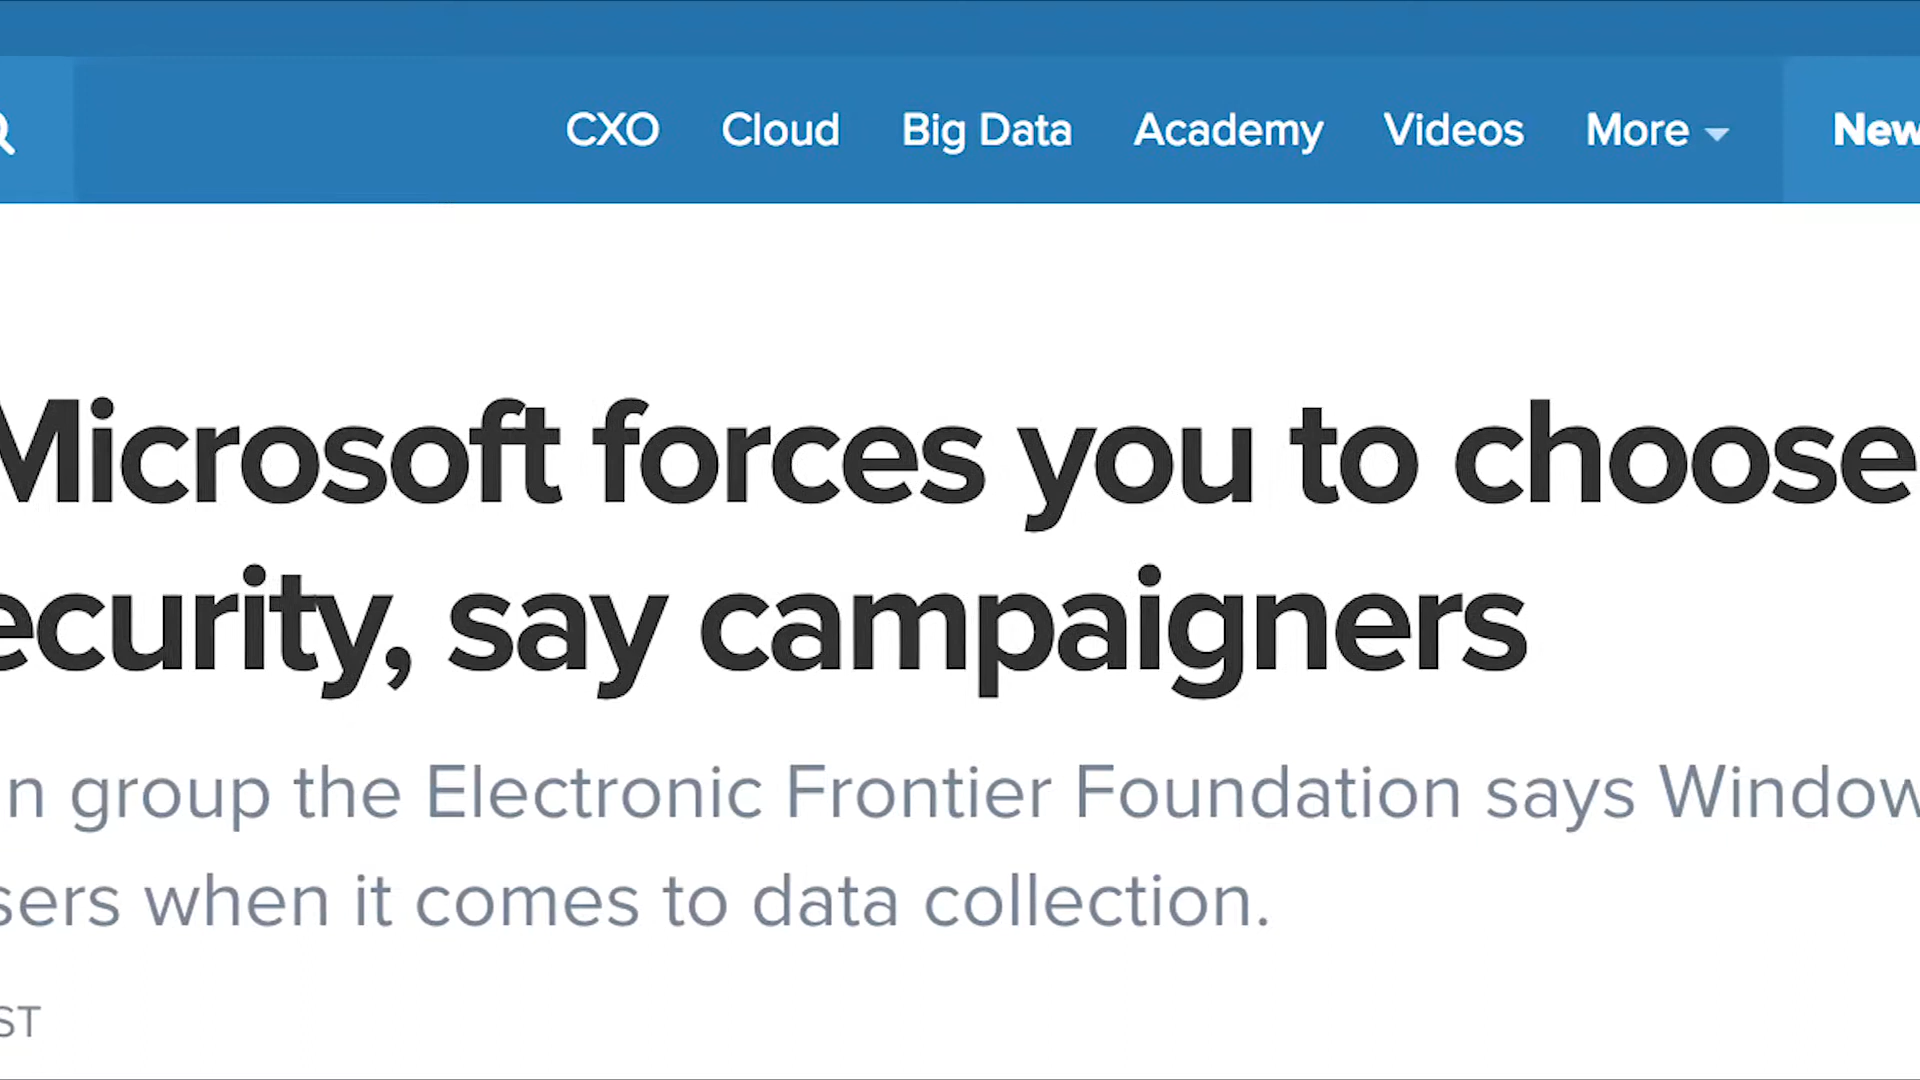 CXO Cloud Big Data Academy Videos More New
Microsoft forces you to choose
ecurity, say campaigners
n group the Electronic Frontier Foundation says Window
sers when it comes to data collection.
ST